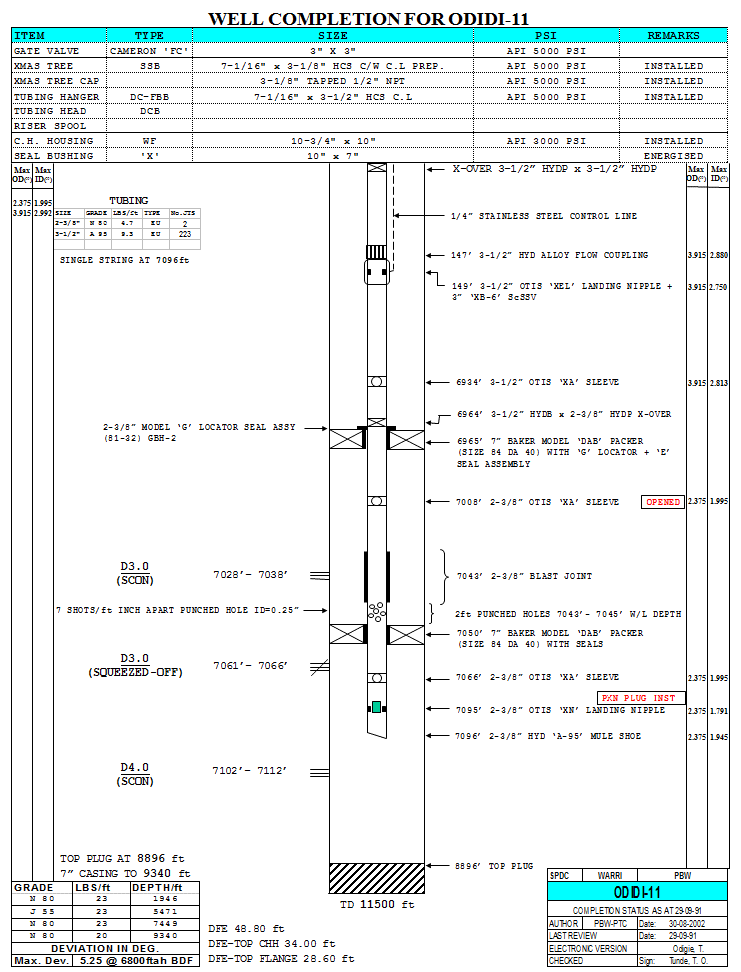 WELL COMPLETION FOR ODIDI-11
ITEM TYPE SIZE PSI REMARKS
GATE VALVE CAMERON 'FC' 3" X 3" API 5000 PSI
XMAS TREE SSB 7-1/16" x 3-1/8" HCS C/W C.L PREP. API 5000 PSI INSTALLED
XMAS TREE CAP 3-1/8" TAPPED 1/2" NPT API 5000 PSI INSTALLED
TUBING HANGER DC-FBB 7-1/16" x 3-1/2" HCS C.L API 5000 PSI INSTALLED
TUBING HEAD DCB
RISER SPOOL
C.H. HOUSING WF 10-3/4" x 10" API 3000 PSI INSTALLED
SEAL BUSHING 'X' 10" x 7" ENERGISED
Max OD(") Max ID(")
2.375 1.995
3.915 2.992
TUBING
SIZE GRADE LBS/ft TYPE No.JTS
2-3/8" N 80 4.7 EU 2
3-1/2" A 95 9.3 EU 223
SINGLE STRING AT 7096ft
X-OVER 3-1/2" HYDP x 3-1/2" HYDP
Max OD(") Max ID(")
1/4" STAINLESS STEEL CONTROL LINE
147' 3-1/2" HYD ALLOY FLOW COUPLING 3.915 2.880
149' 3-1/2" OTIS 'XEL' LANDING NIPPLE + 3.915 2.750
3" 'XB-6' ScSSV
6934' 3-1/2" OTIS 'XA' SLEEVE 3.915 2.813
6964' 3-1/2" HYDB x 2-3/8" HYDP X-OVER
2-3/8" MODEL 'G' LOCATOR SEAL ASSY
(81-32) GBH-2
6965' 7" BAKER MODEL 'DAB' PACKER
(SIZE 84 DA 40) WITH 'G' LOCATOR + 'E'
SEAL ASSEMBLY
7008' 2-3/8" OTIS 'XA' SLEEVE OPENED 2.375 1.995
D3.0
(SCON)
7028'- 7038'
7043' 2-3/8" BLAST JOINT
7 SHOTS/ft INCH APART PUNCHED HOLE ID=0.25"
2ft PUNCHED HOLES 7043'- 7045' W/L DEPTH
7050' 7" BAKER MODEL 'DAB' PACKER
(SIZE 84 DA 40) WITH SEALS
D3.0
(SQUEEZED-OFF)
7061'- 7066'
7066' 2-3/8" OTIS 'XA' SLEEVE 2.375 1.995
PXN PLUG INST
7095' 2-3/8" OTIS 'XN' LANDING NIPPLE 2.375 1.791
7096' 2-3/8" HYD 'A-95' MULE SHOE 2.375 1.945
D4.0
(SCON)
7102'- 7112'
TOP PLUG AT 8896 ft
7" CASING TO 9340 ft
8896' TOP PLUG
TD 11500 ft
GRADE LBS/ft DEPTH/ft
N 80 23 1946
J 55 23 5471
N 80 23 7449
N 80 20 9340
DEVIATION IN DEG.
Max. Dev. 5.25 @ 6800ftah BDF
DFE 48.80 ft
DFE-TOP CHH 34.00 ft
DFE-TOP FLANGE 28.60 ft
SPDC WARRI PBW
ODIDI-11
COMPLETION STATUS AS AT 29-09-91
AUTHOR PBW-PTC Date: 30-08-2002
LAST REVIEW Date: 29-09-91
ELECTRONIC VERSION Odigie, T.
CHECKED Sign: Tunde, T. O.